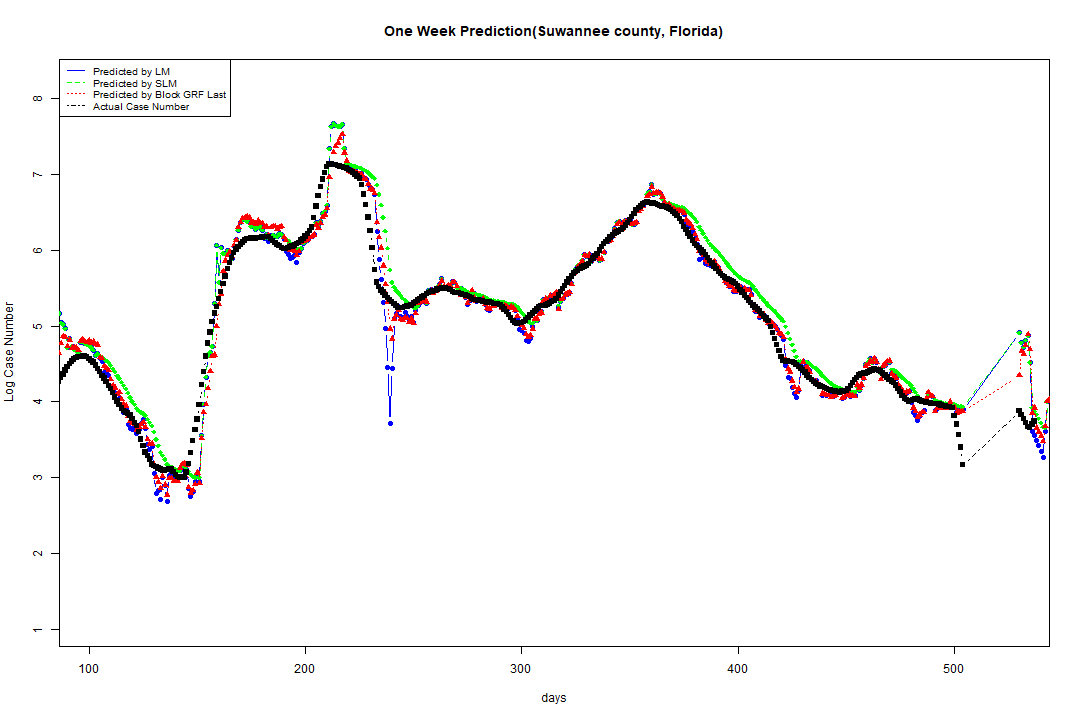 One Week Prediction(Suwannee county, Florida)
Predicted by LM
Predicted by SLM
Predicted by Block GRF Last
Actual Case Number
Log Case Number
8
7
6
5
4
3
2
1
100 200 300 400 500
days